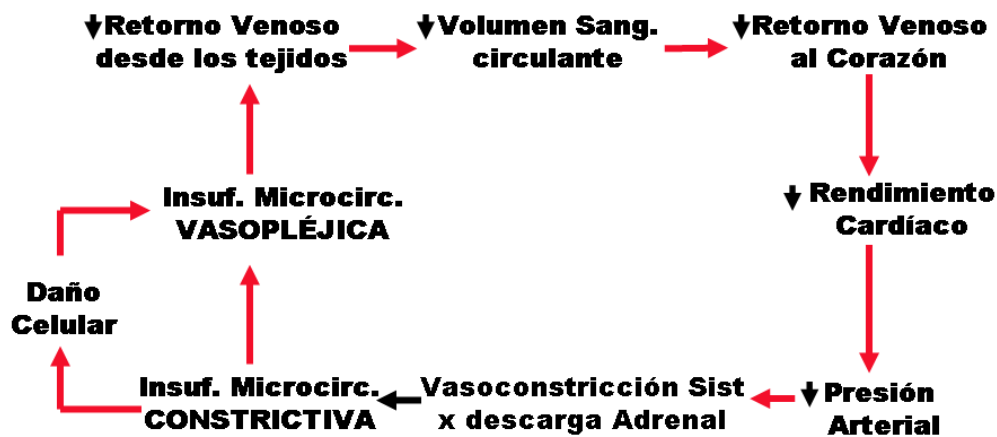 Retorno Venoso
desde los tejidos
Volumen Sang.
circulante
Retorno Venoso
al Corazón
Rendimiento
Cardíaco
Presión
Arterial
Vasoconstricción Sist
x descarga Adrenal
Insuf. Microcirc.
CONSTRICTIVA
Daño
Celular
Insuf. Microcirc.
VASOPLÉJICA